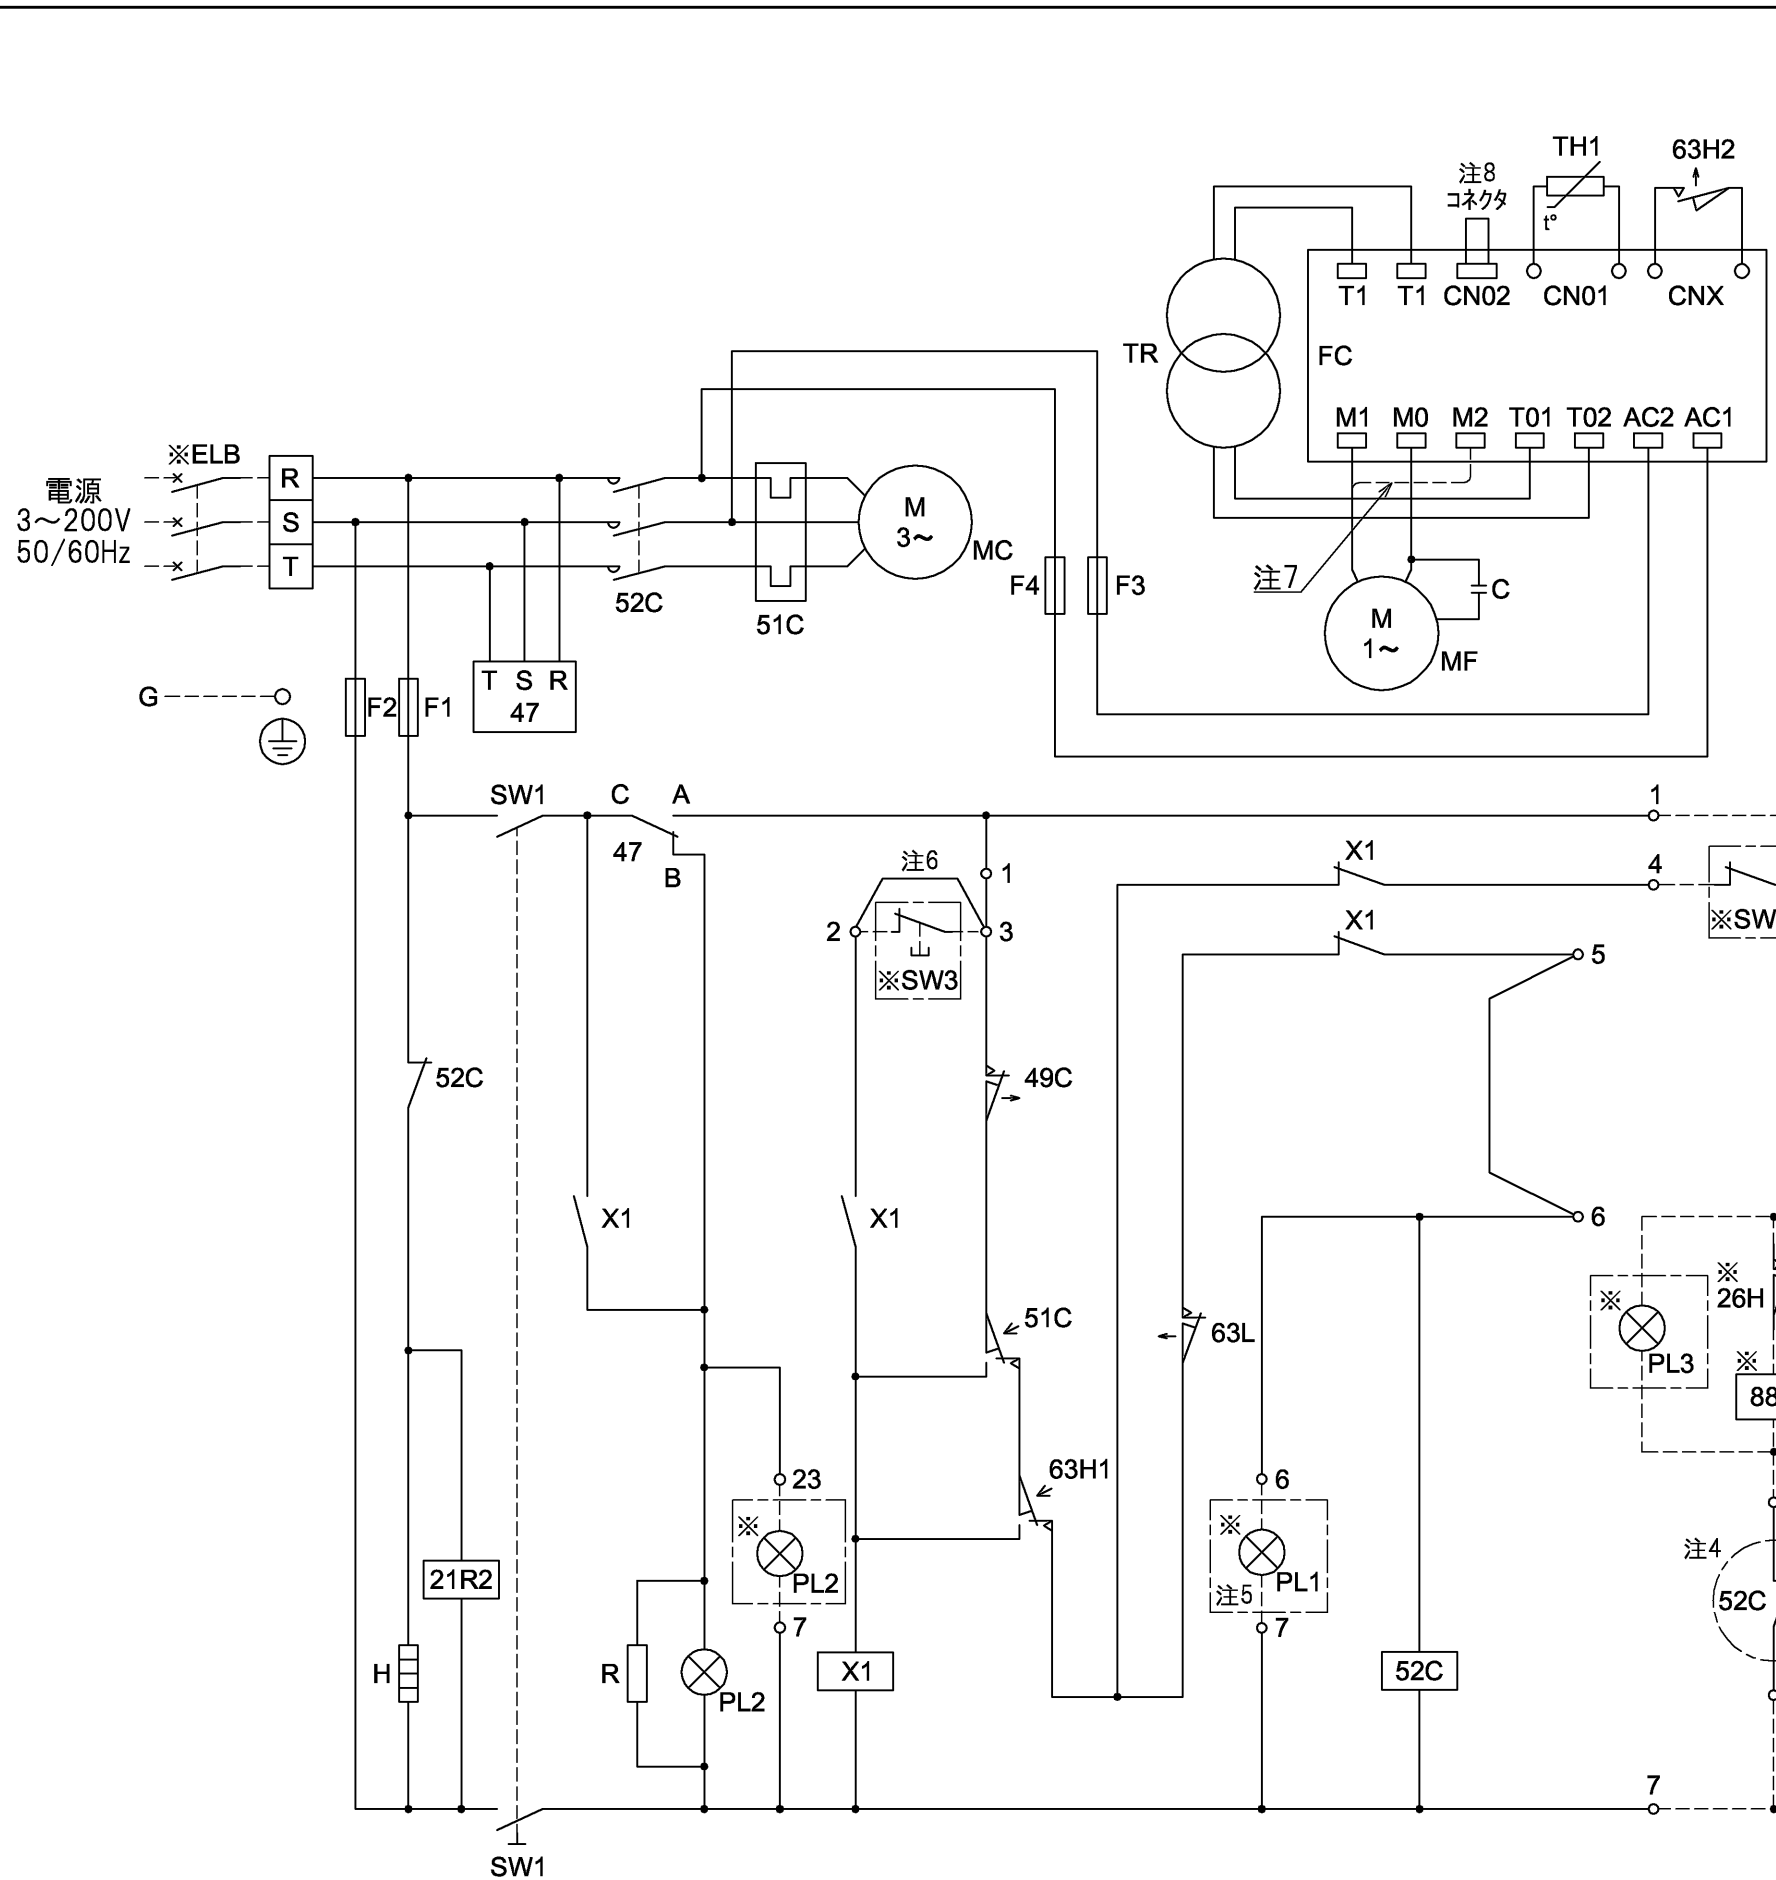 TH1
63H2
注8
コネクタ
t°
T1
T1
CN02
CN01
CNX
TR
FC
M1
M0
M2
T01
T02
AC2
AC1
※ELB
電源
3～200V
50/60Hz
R
S
T
M
3～
MC
52C
51C
F4
F3
注7
C
M
1～
MF
G
F2
F1
T S R
47
SW1
C
A
47
B
1
注6
1
X1
4
2
3
※SW3
X1
※SW
5
52C
49C
X1
X1
6
51C
63L
※
26H
※
PL3
※
88
63H1
23
6
※
PL2
※
PL1
注5
注4
52C
21R2
7
7
H
R
PL2
X1
52C
7
SW1